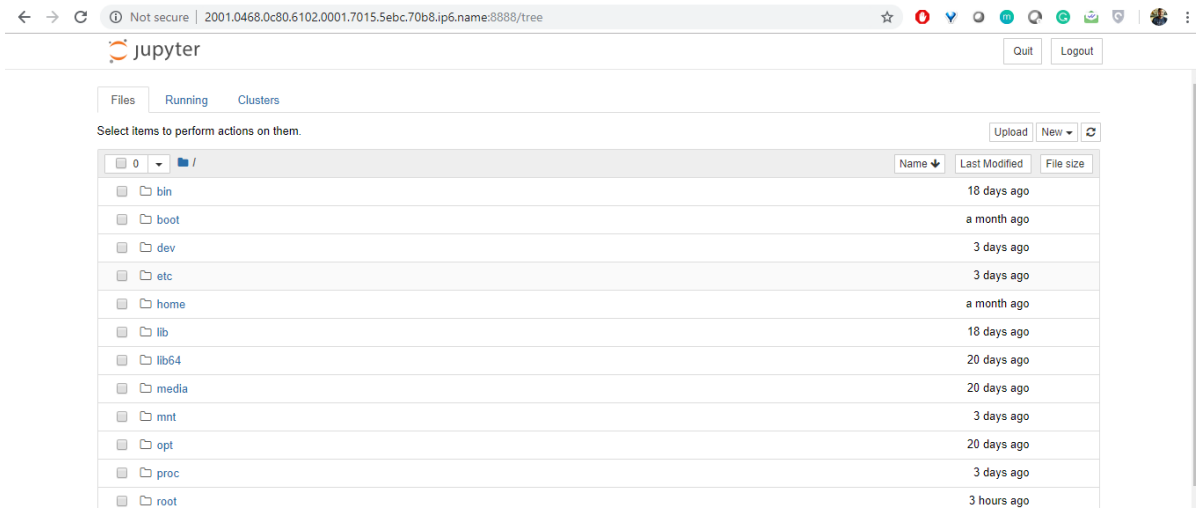 Not secure | 2001.0468.0c80.6102.0001.7015.5ebc.70b8.ip6.name:8888/tree
jupyter Quit Logout
Files Running Clusters
Select items to perform actions on them. Upload New
0 / Name Last Modified File size
bin 18 days ago
boot a month ago
dev 3 days ago
etc 3 days ago
home a month ago
lib 18 days ago
lib64 20 days ago
media 20 days ago
mnt 3 days ago
opt 20 days ago
proc 3 days ago
root 3 hours ago